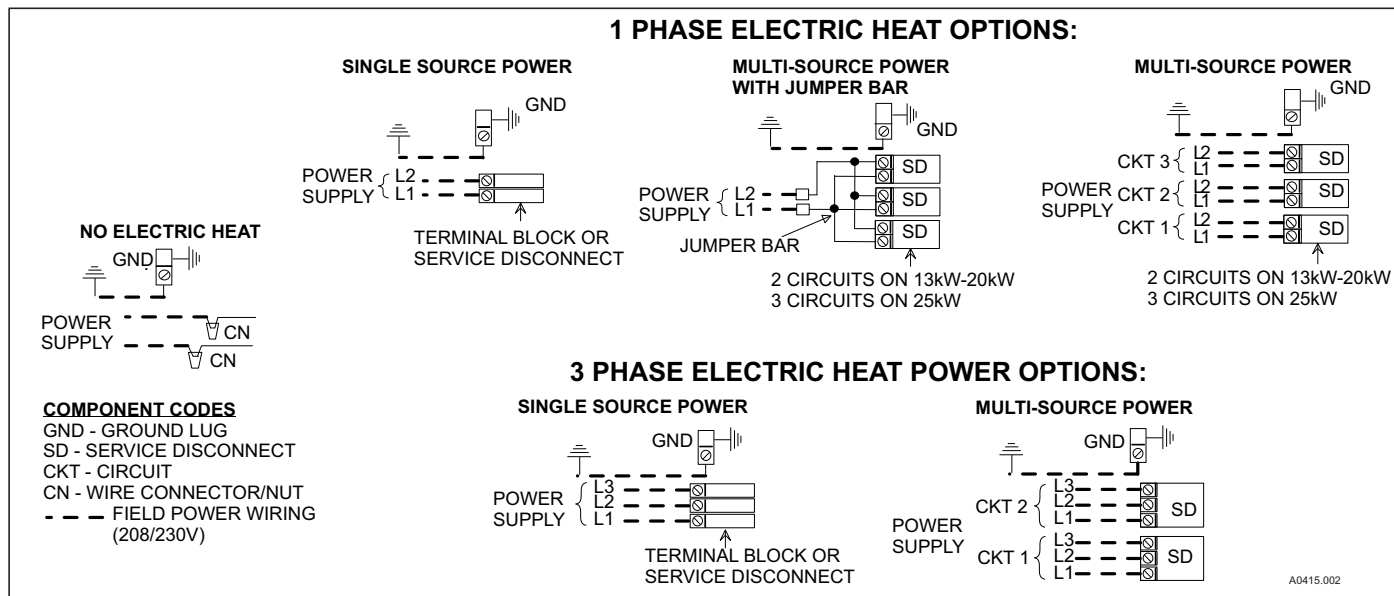 1 PHASE ELECTRIC HEAT OPTIONS:
SINGLE SOURCE POWER
GND
POWER
SUPPLY
L2
L1
TERMINAL BLOCK OR
SERVICE DISCONNECT
MULTI-SOURCE POWER
WITH JUMPER BAR
GND
POWER
SUPPLY
L2
L1
SD
SD
SD
JUMPER BAR
2 CIRCUITS ON 13kW-20kW
3 CIRCUITS ON 25kW
MULTI-SOURCE POWER
GND
POWER
SUPPLY
CKT 3
L2
L1
SD
CKT 2
L2
L1
SD
CKT 1
L2
L1
SD
2 CIRCUITS ON 13kW-20kW
3 CIRCUITS ON 25kW
NO ELECTRIC HEAT
GND
POWER
SUPPLY
CN
CN
COMPONENT CODES
GND - GROUND LUG
SD - SERVICE DISCONNECT
CKT - CIRCUIT
CN - WIRE CONNECTOR/NUT
FIELD POWER WIRING
(208/230V)
3 PHASE ELECTRIC HEAT POWER OPTIONS:
SINGLE SOURCE POWER
GND
POWER
SUPPLY
L3
L2
L1
TERMINAL BLOCK OR
SERVICE DISCONNECT
MULTI-SOURCE POWER
GND
POWER
SUPPLY
CKT 2
L3
L2
L1
SD
CKT 1
L3
L2
L1
SD
A0415.002